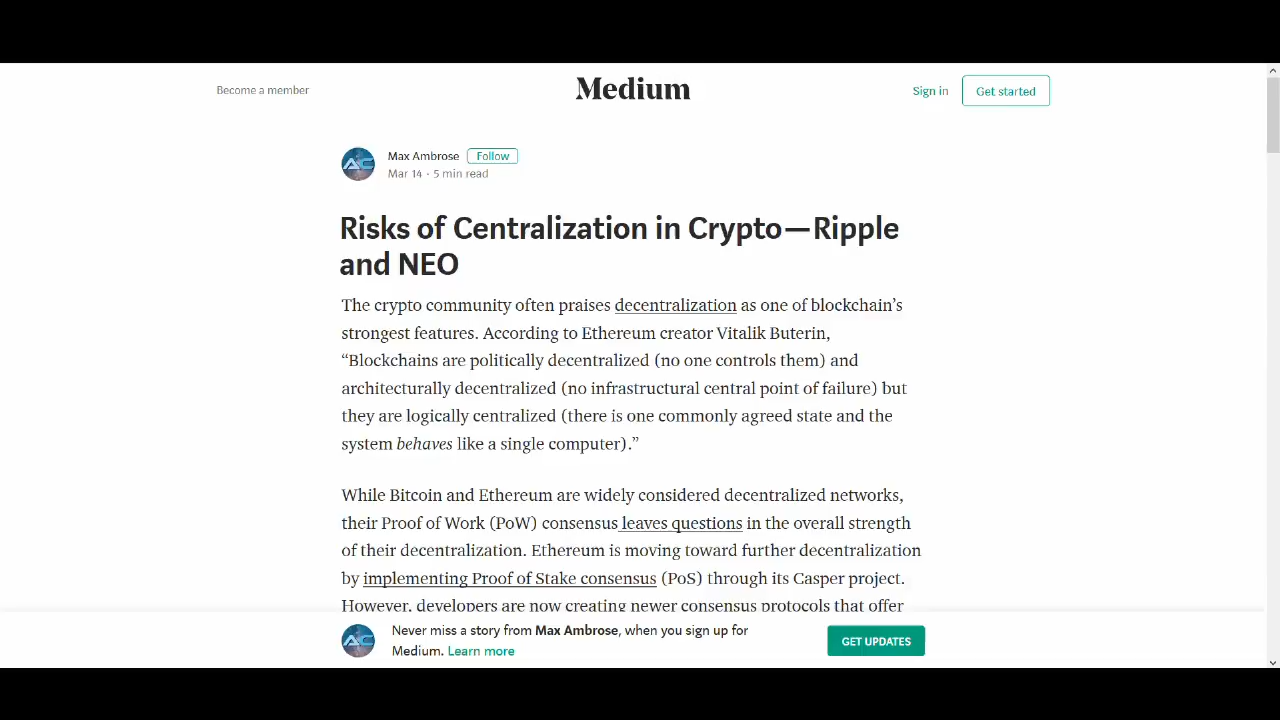 Become a member
Medium
Sign in
Get started
Max Ambrose
Follow
Mar 14 · 5 min read
Risks of Centralization in Crypto — Ripple
and NEO
The crypto community often praises decentralization as one of blockchain’s
strongest features. According to Ethereum creator Vitalik Buterin,
“Blockchains are politically decentralized (no one controls them) and
architecturally decentralized (no infrastructural central point of failure) but
they are logically centralized (there is one commonly agreed state and the
system behaves like a single computer).”
While Bitcoin and Ethereum are widely considered decentralized networks,
their Proof of Work (PoW) consensus leaves questions in the overall strength
of their decentralization. Ethereum is moving toward further decentralization
by implementing Proof of Stake consensus (PoS) through its Casper project.
However, developers are now creating newer consensus protocols that offer
Never miss a story from Max Ambrose, when you sign up for
Medium. Learn more
GET UPDATES